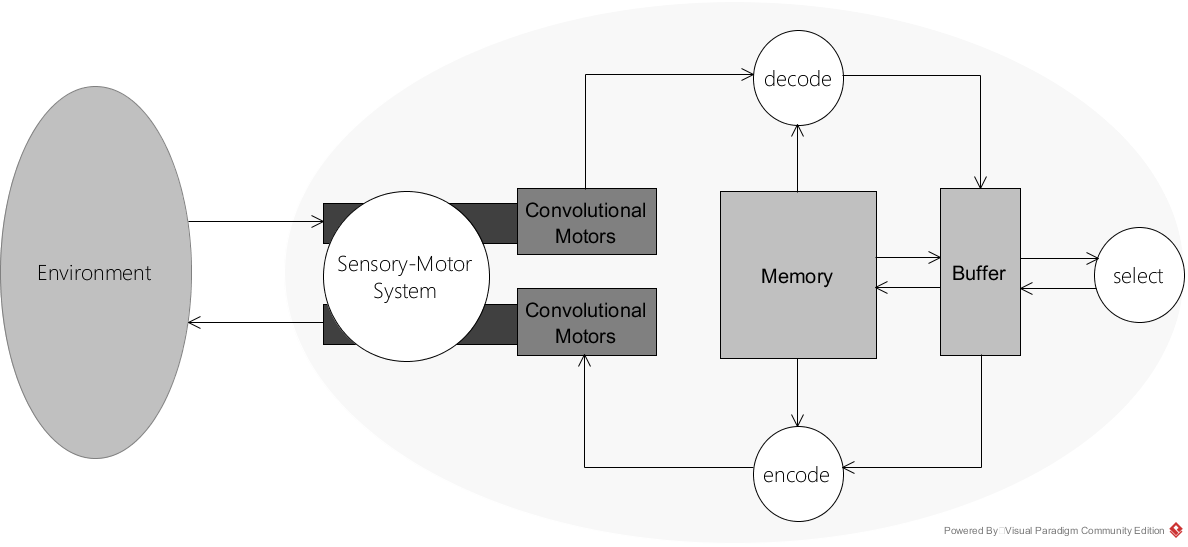 decode
Convolutional
Motors
Environment
Sensory-Motor
System
Memory
Buffer
select
Convolutional
Motors
encode
Powered By Visual Paradigm Community Edition